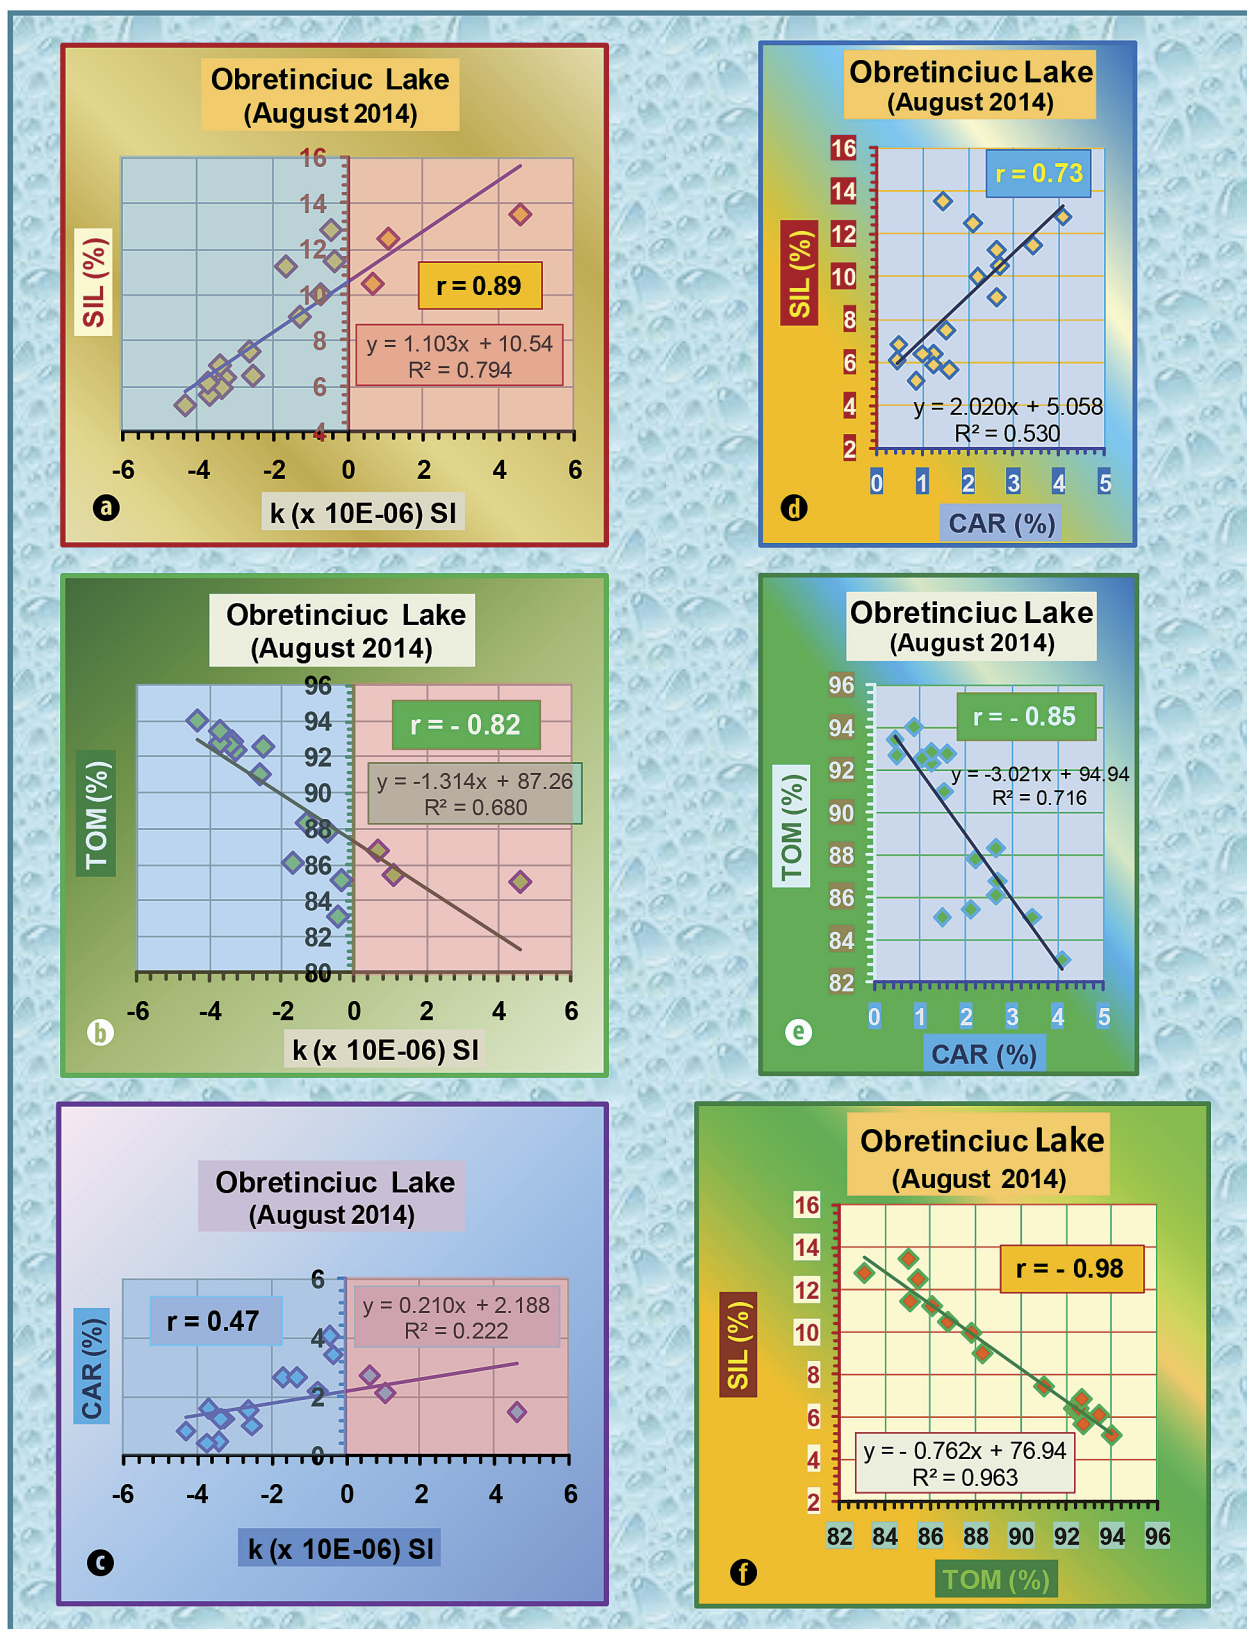 Obretinciuc Lake
(August 2014)
16
14
12
10
8
6
4
SIL (%)
r = 0.89
y = 1.103x + 10.54
R² = 0.794
-6 -4 -2 0 2 4 6
a
k (x 10E-06) SI
Obretinciuc Lake
(August 2014)
16
14
12
10
8
6
4
2
SIL (%)
r = 0.73
y = 2.020x + 5.058
R² = 0.530
0 1 2 3 4 5
d
CAR (%)
Obretinciuc Lake
(August 2014)
96
94
92
90
88
86
84
82
80
TOM (%)
r = - 0.82
y = -1.314x + 87.26
R² = 0.680
-6 -4 -2 0 2 4 6
b
k (x 10E-06) SI
Obretinciuc Lake
(August 2014)
96
94
92
90
88
86
84
82
TOM (%)
r = - 0.85
y = -3.021x + 94.94
R² = 0.716
0 1 2 3 4 5
e
CAR (%)
Obretinciuc Lake
(August 2014)
6
4
2
0
CAR (%)
r = 0.47
y = 0.210x + 2.188
R² = 0.222
-6 -4 -2 0 2 4 6
c
k (x 10E-06) SI
Obretinciuc Lake
(August 2014)
16
14
12
10
8
6
4
2
SIL (%)
r = - 0.98
y = - 0.762x + 76.94
R² = 0.963
82 84 86 88 90 92 94 96
f
TOM (%)